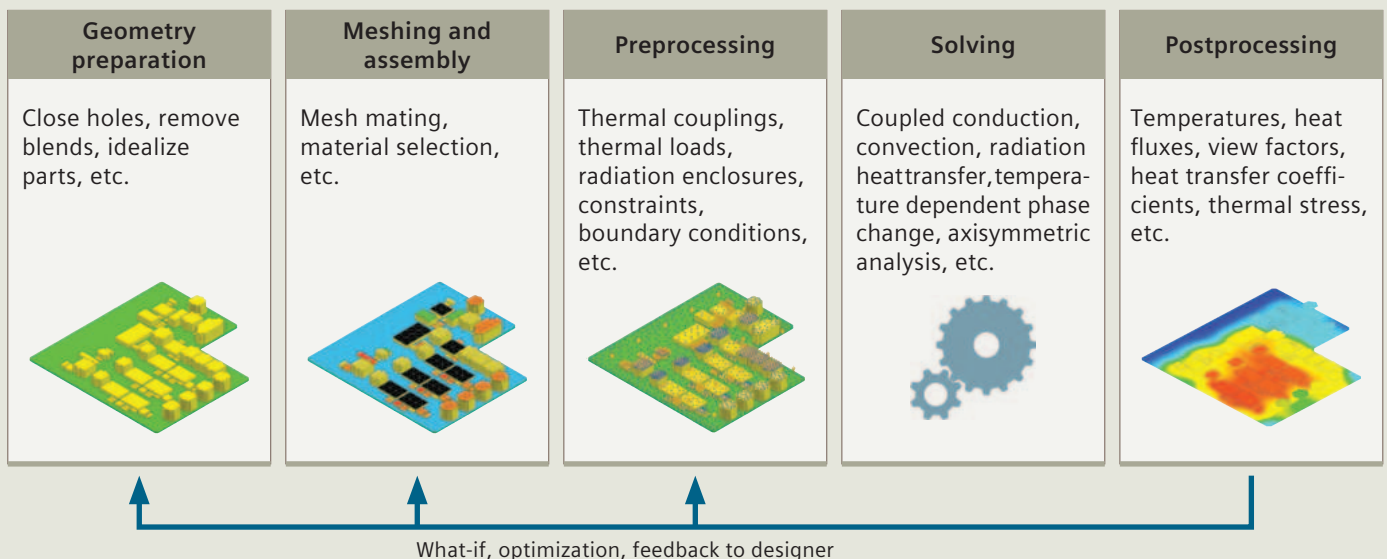 Geometry
preparation
Close holes, remove
blends, idealize
parts, etc.
Meshing and
assembly
Mesh mating,
material selection,
etc.
Preprocessing
Thermal couplings,
thermal loads,
radiation enclosures,
constraints,
boundary conditions,
etc.
Solving
Coupled conduction,
convection, radiation
heattransfer,tempera-
ture dependent phase
change, axisymmetric
analysis, etc.
Postprocessing
Temperatures, heat
fluxes, view factors,
heat transfer coeffi-
cients, thermal stress,
etc.
What-if, optimization, feedback to designer